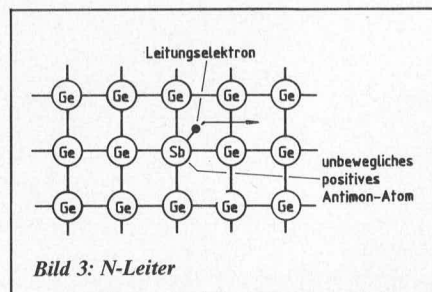 Leitungselektron
Ge Ge Ge Ge Ge
Ge Ge Sb Ge Ge
unbewegliches
positives
Antimon-Atom
Ge Ge Ge Ge Ge
Bild 3: N-Leiter